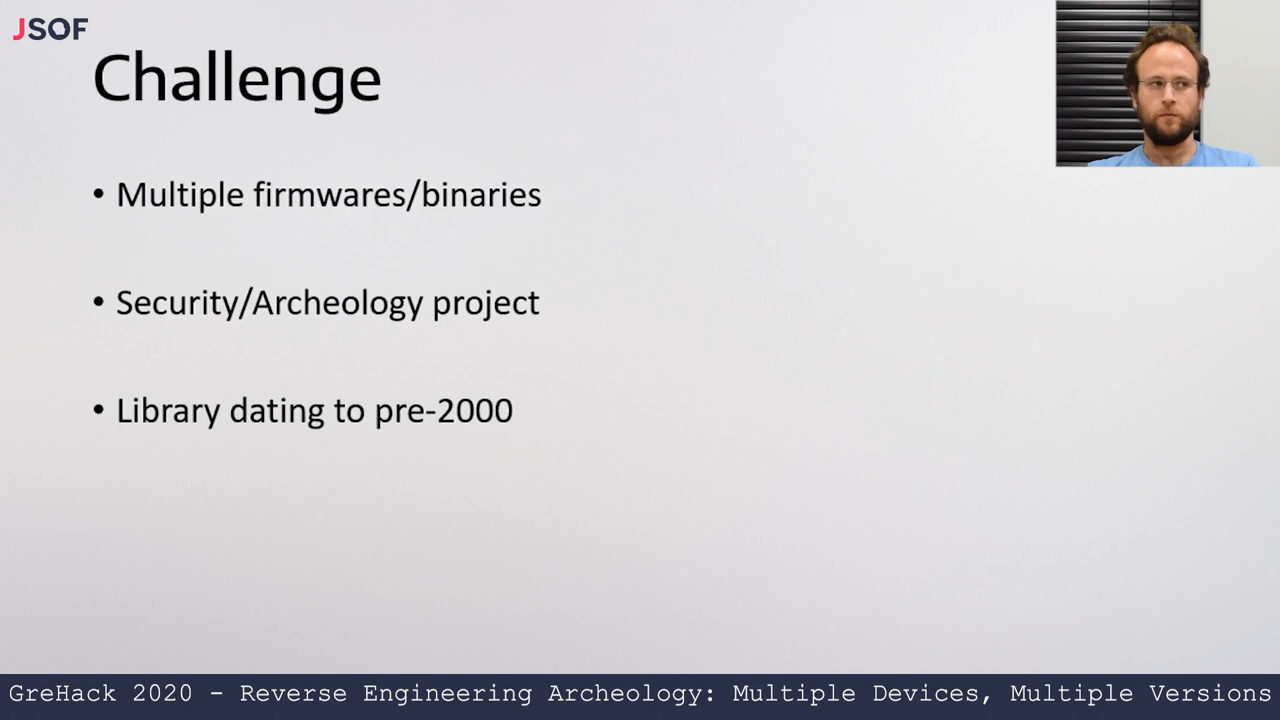 JSOF
Challenge
• Multiple firmwares/binaries
• Security/Archeology project
• Library dating to pre-2000
GreHack 2020 - Reverse Engineering Archeology: Multiple Devices, Multiple Versions